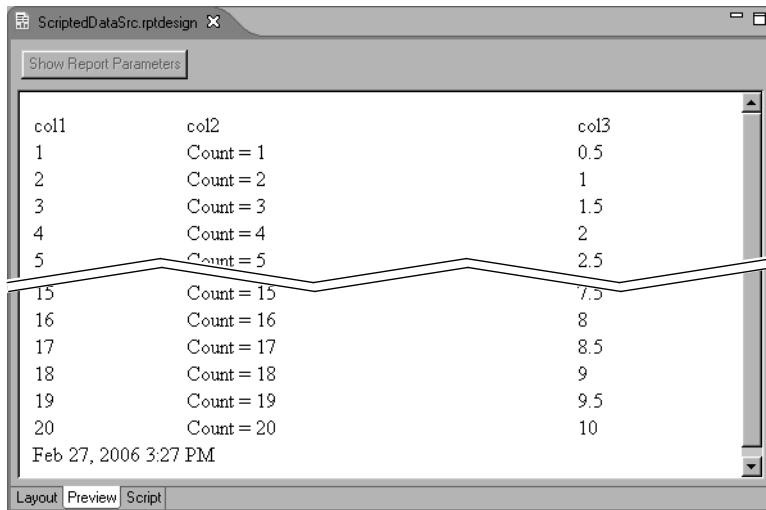 ScriptedDataSrc.rptdesign
Show Report Parameters
col1 col2 col3
1 Count = 1 0.5
2 Count = 2 1
3 Count = 3 1.5
4 Count = 4 2
5 Count = 5 2.5
15 Count = 15 7.5
16 Count = 16 8
17 Count = 17 8.5
18 Count = 18 9
19 Count = 19 9.5
20 Count = 20 10
Feb 27, 2006 3:27 PM
Layout Preview Script